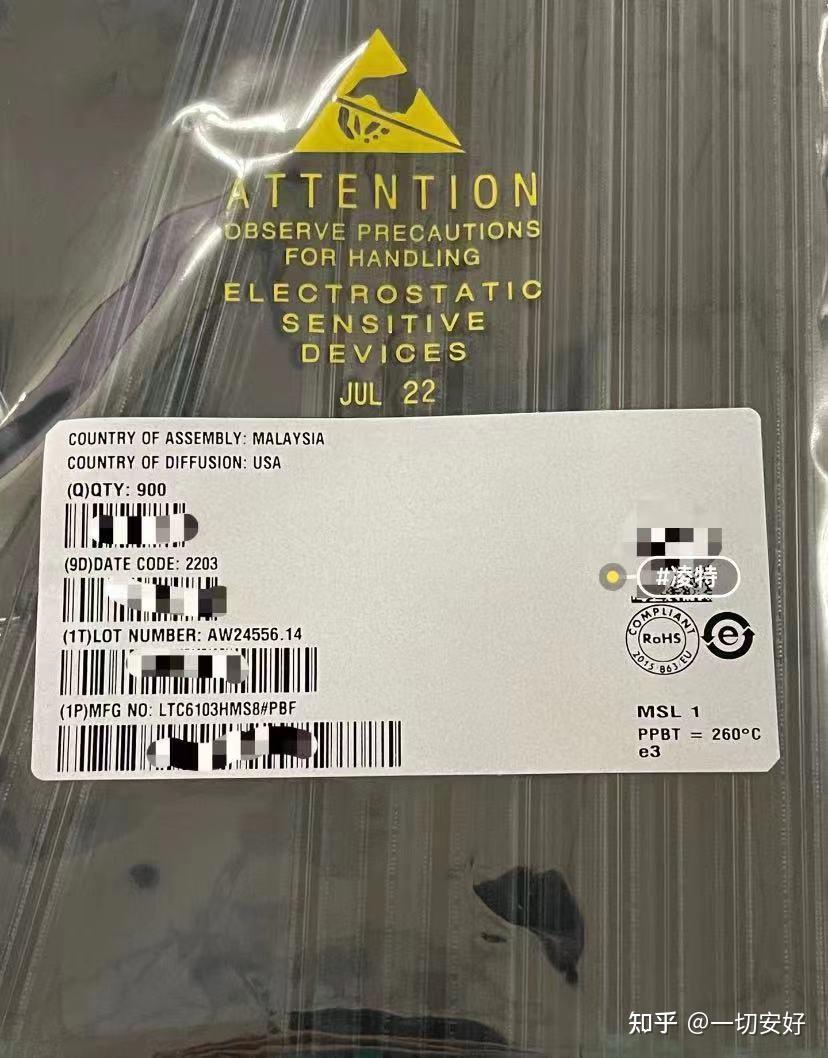 ATTENTION
OBSERVE PRECAUTIONS
FOR HANDLING
ELECTROSTATIC
SENSITIVE
DEVICES
JUL 22
COUNTRY OF ASSEMBLY: MALAYSIA
COUNTRY OF DIFFUSION: USA
(Q)QTY: 900
(9D)DATE CODE: 2203
(1T)LOT NUMBER: AW24556.14
(1P)MFG NO: LTC6103HMS8#PBF
#凌特
COMPLIANT
RoHS
2015/863/EU
e
MSL 1
PPBT = 260°C
e3
知乎 @一切安好